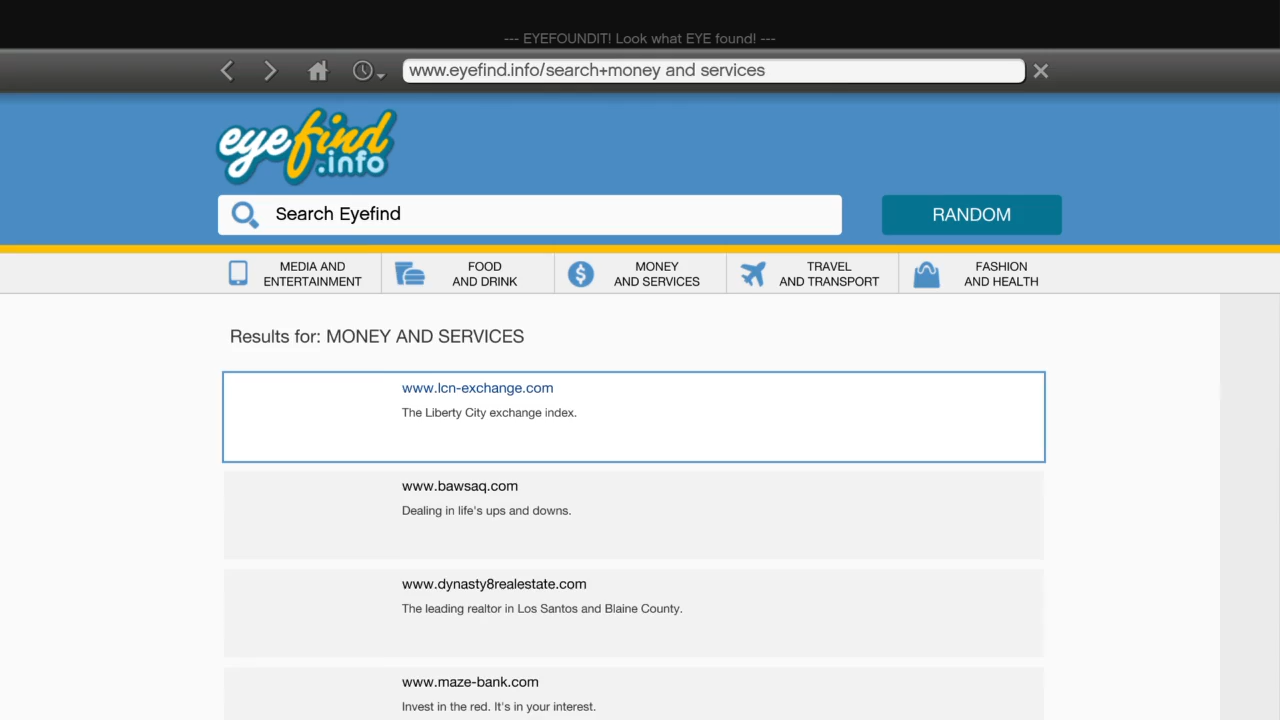 --- EYEFOUNDIT! Look what EYE found! ---
www.eyefind.info/search+money and services
eyefind
.info
Search Eyefind
RANDOM
MEDIA AND
ENTERTAINMENT
FOOD
AND DRINK
MONEY
AND SERVICES
TRAVEL
AND TRANSPORT
FASHION
AND HEALTH
Results for: MONEY AND SERVICES
www.lcn-exchange.com
The Liberty City exchange index.
www.bawsaq.com
Dealing in life's ups and downs.
www.dynasty8realestate.com
The leading realtor in Los Santos and Blaine County.
www.maze-bank.com
Invest in the red. It's in your interest.